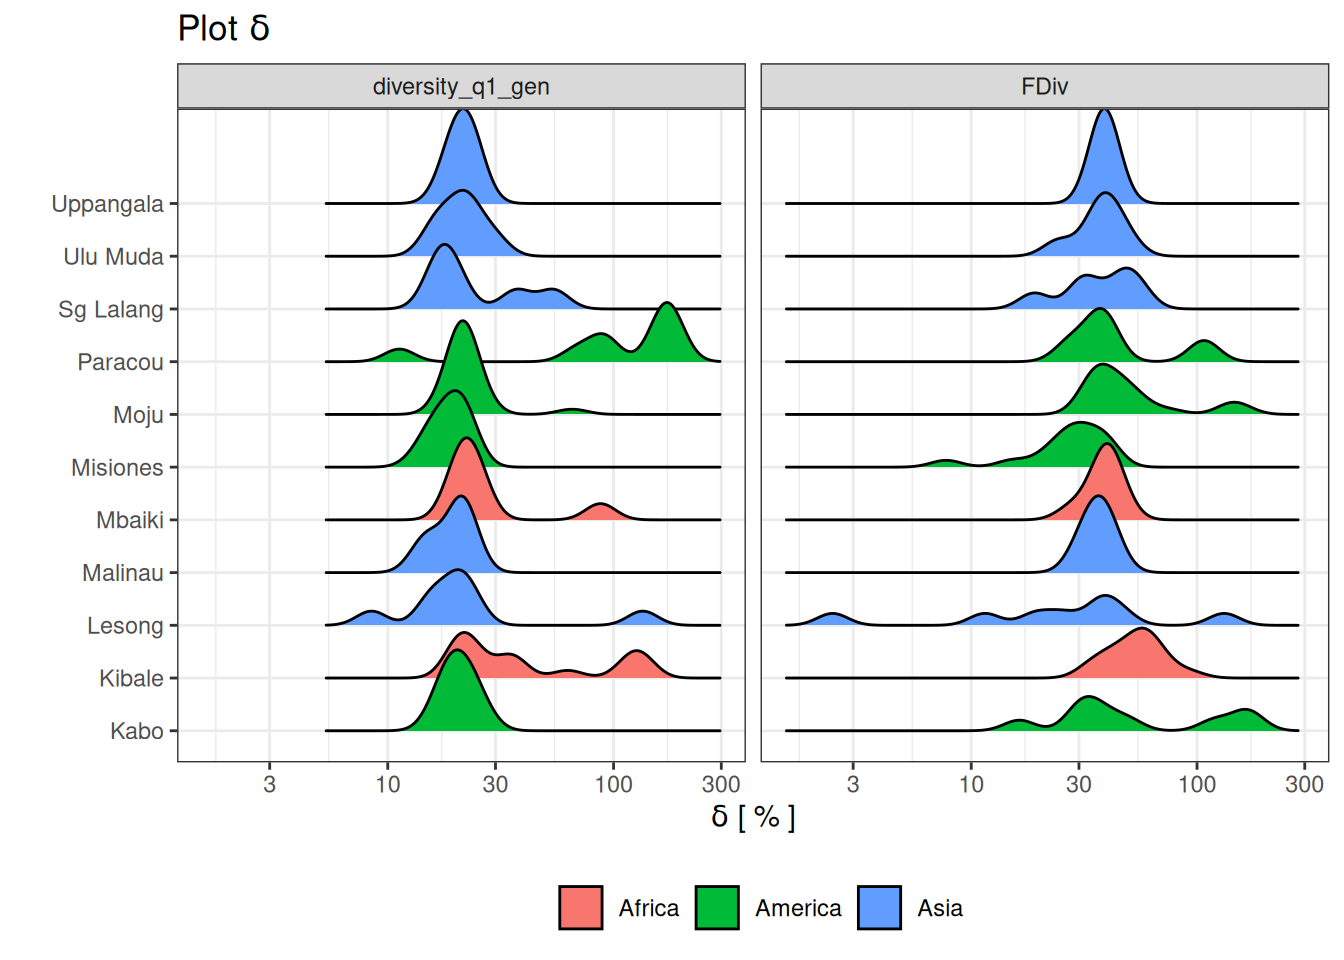 Plot δ
diversity_q1_gen
FDiv
Uppangala
Ulu Muda
Sg Lalang
Paracou
Moju
Misiones
Mbaiki
Malinau
Lesong
Kibale
Kabo
3 10 30 100 300
3 10 30 100 300
δ [ % ]
Africa America Asia